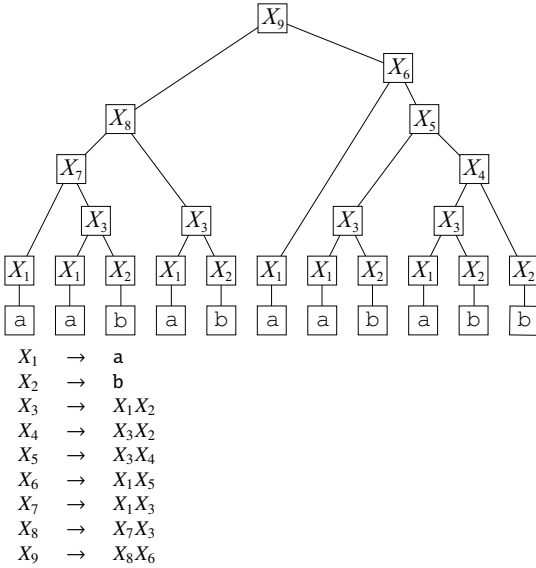 X₉
X₆
X₈ X₅
X₇ X₄
X₃ X₃ X₃ X₃
X₁ X₁ X₂ X₁ X₂ X₁ X₁ X₂ X₁ X₂ X₂
a a b a b a a b a b b
X₁ → a
X₂ → b
X₃ → X₁X₂
X₄ → X₃X₂
X₅ → X₃X₄
X₆ → X₁X₅
X₇ → X₁X₃
X₈ → X₇X₃
X₉ → X₈X₆